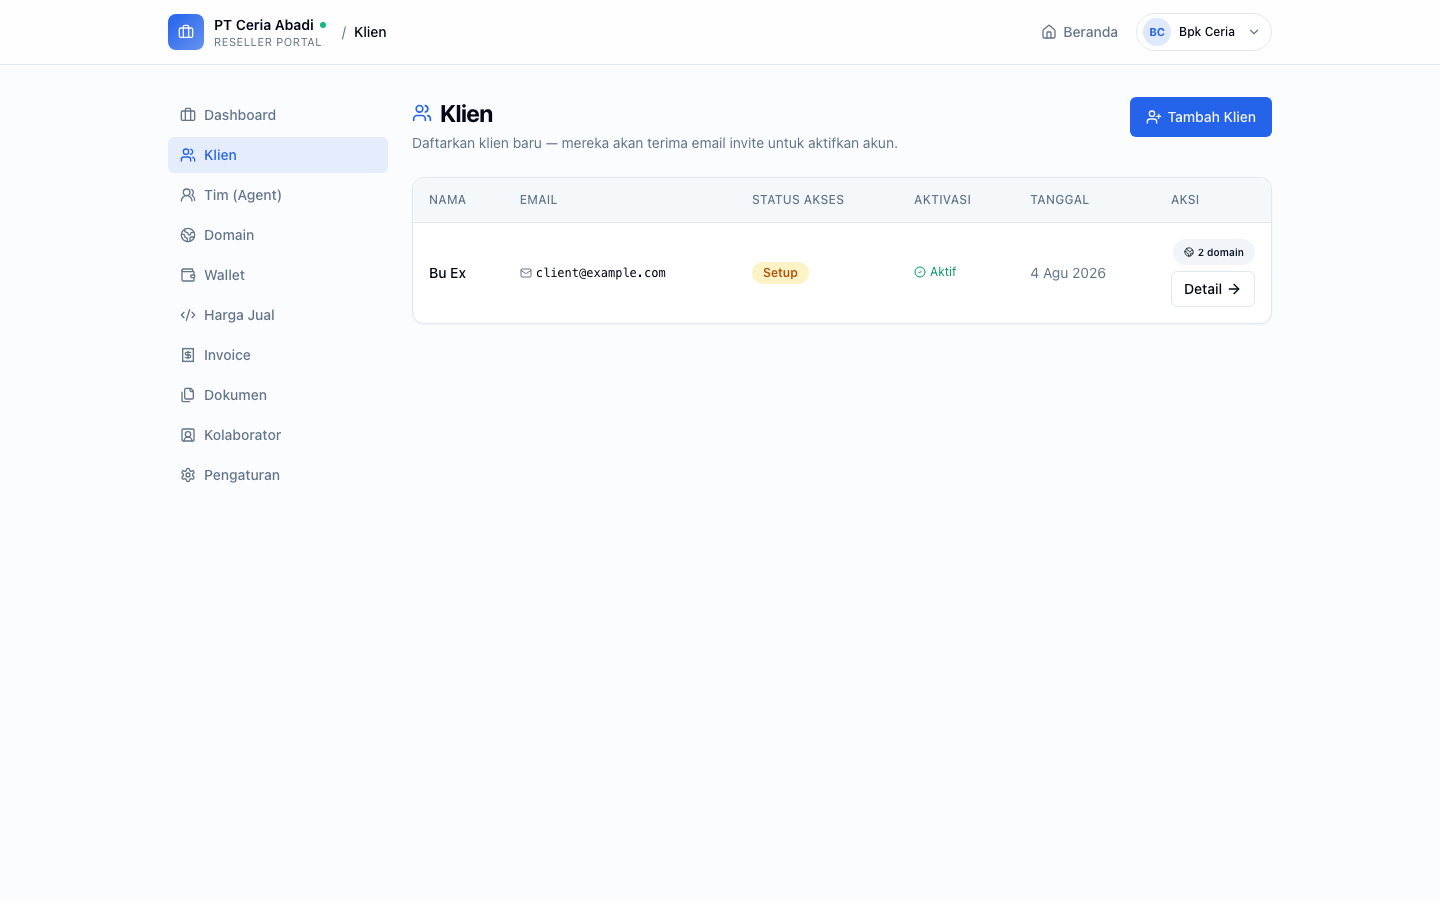 PT Ceria Abadi
RESELLER PORTAL
/ Klien
Beranda
BC Bpk Ceria
Dashboard
Klien
Tim (Agent)
Domain
Wallet
Harga Jual
Invoice
Dokumen
Kolaborator
Pengaturan
Klien
Daftarkan klien baru — mereka akan terima email invite untuk aktifkan akun.
Tambah Klien
NAMA EMAIL STATUS AKSES AKTIVASI TANGGAL AKSI
Bu Ex client@example.com Setup Aktif 4 Agu 2026
2 domain
Detail →